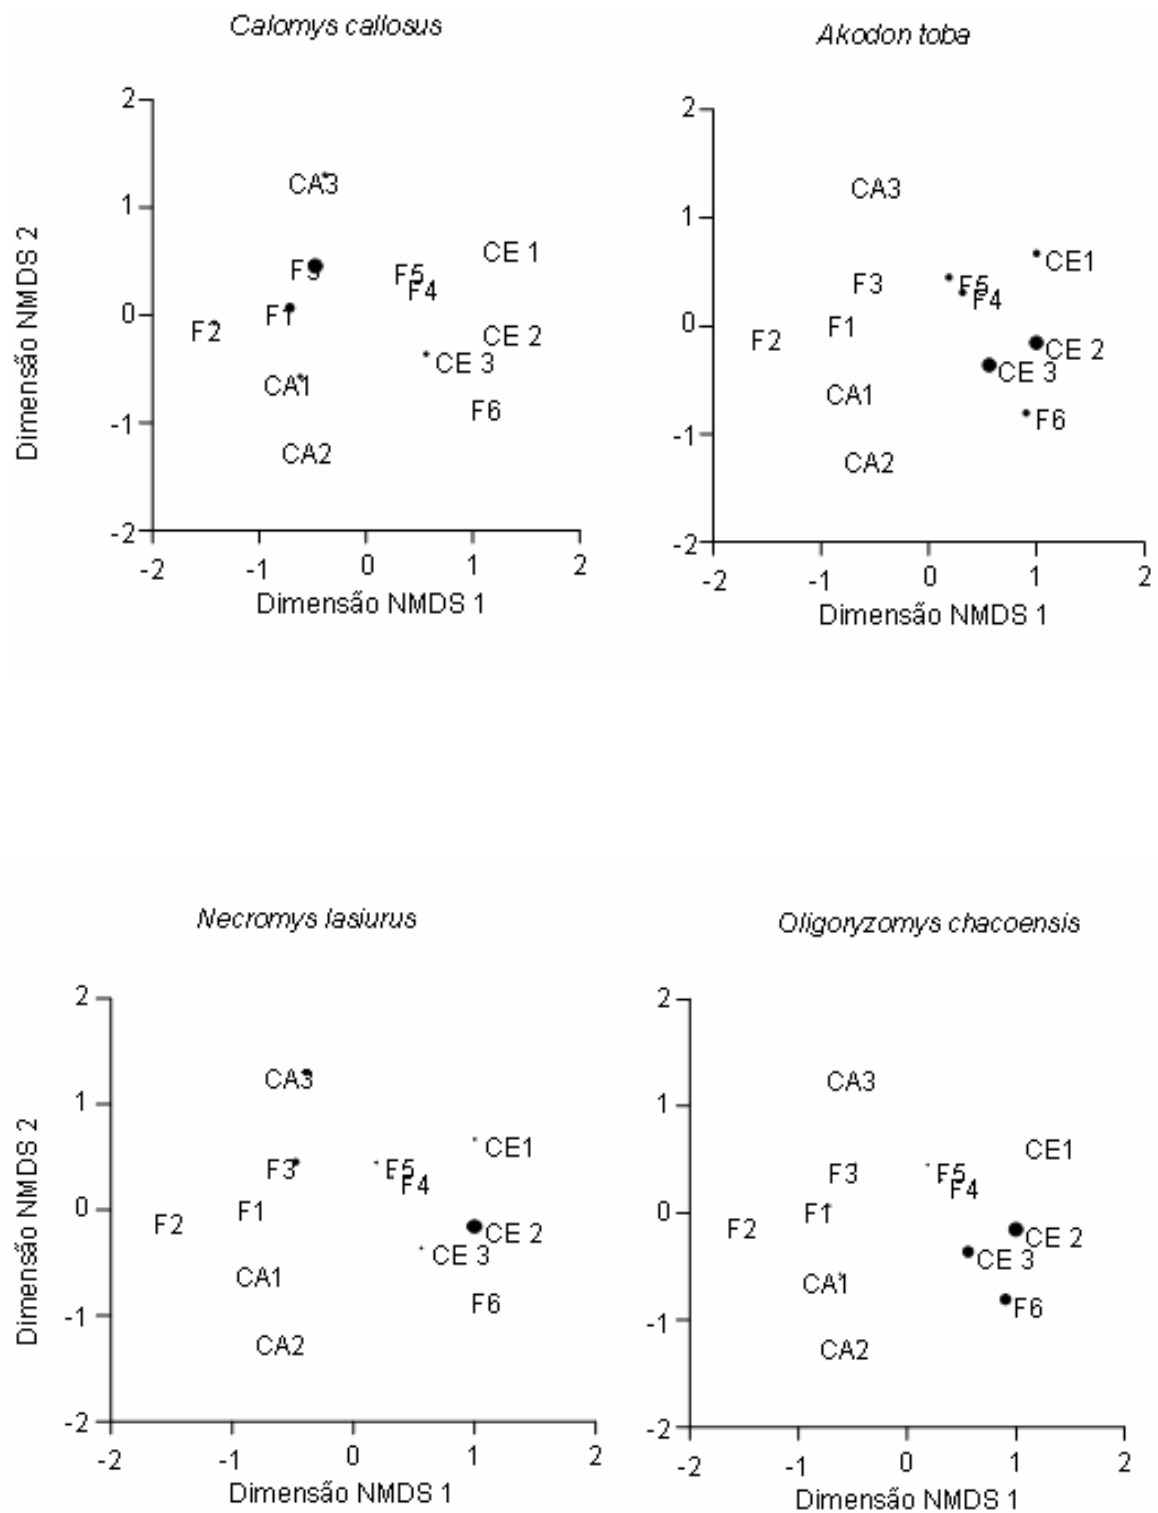 Calomys callosus
2
1
0
-1
-2
Dimensão NMDS 2
CA3
F3
F1
F2
CA1
CA2
F5
F4
CE 1
CE 2
CE 3
F6
-2
-1
0
1
2
Dimensão NMDS 1
Akodon toba
2
1
0
-1
-2
CA3
F3
F1
F2
CA1
CA2
F5
F4
CE1
CE 2
CE 3
F6
-2
-1
0
1
2
Dimensão NMDS 1
Necromys lasiurus
2
1
0
-1
-2
Dimensão NMDS 2
CA3
F3
F1
F2
CA1
CA2
F5
F4
CE1
CE 2
CE 3
F6
-2
-1
0
1
2
Dimensão NMDS 1
Oligoryzomys chacoensis
2
1
0
-1
-2
CA3
F3
F1
F2
CA1
CA2
F5
F4
CE1
CE 2
CE 3
F6
-2
-1
0
1
2
Dimensão NMDS 1